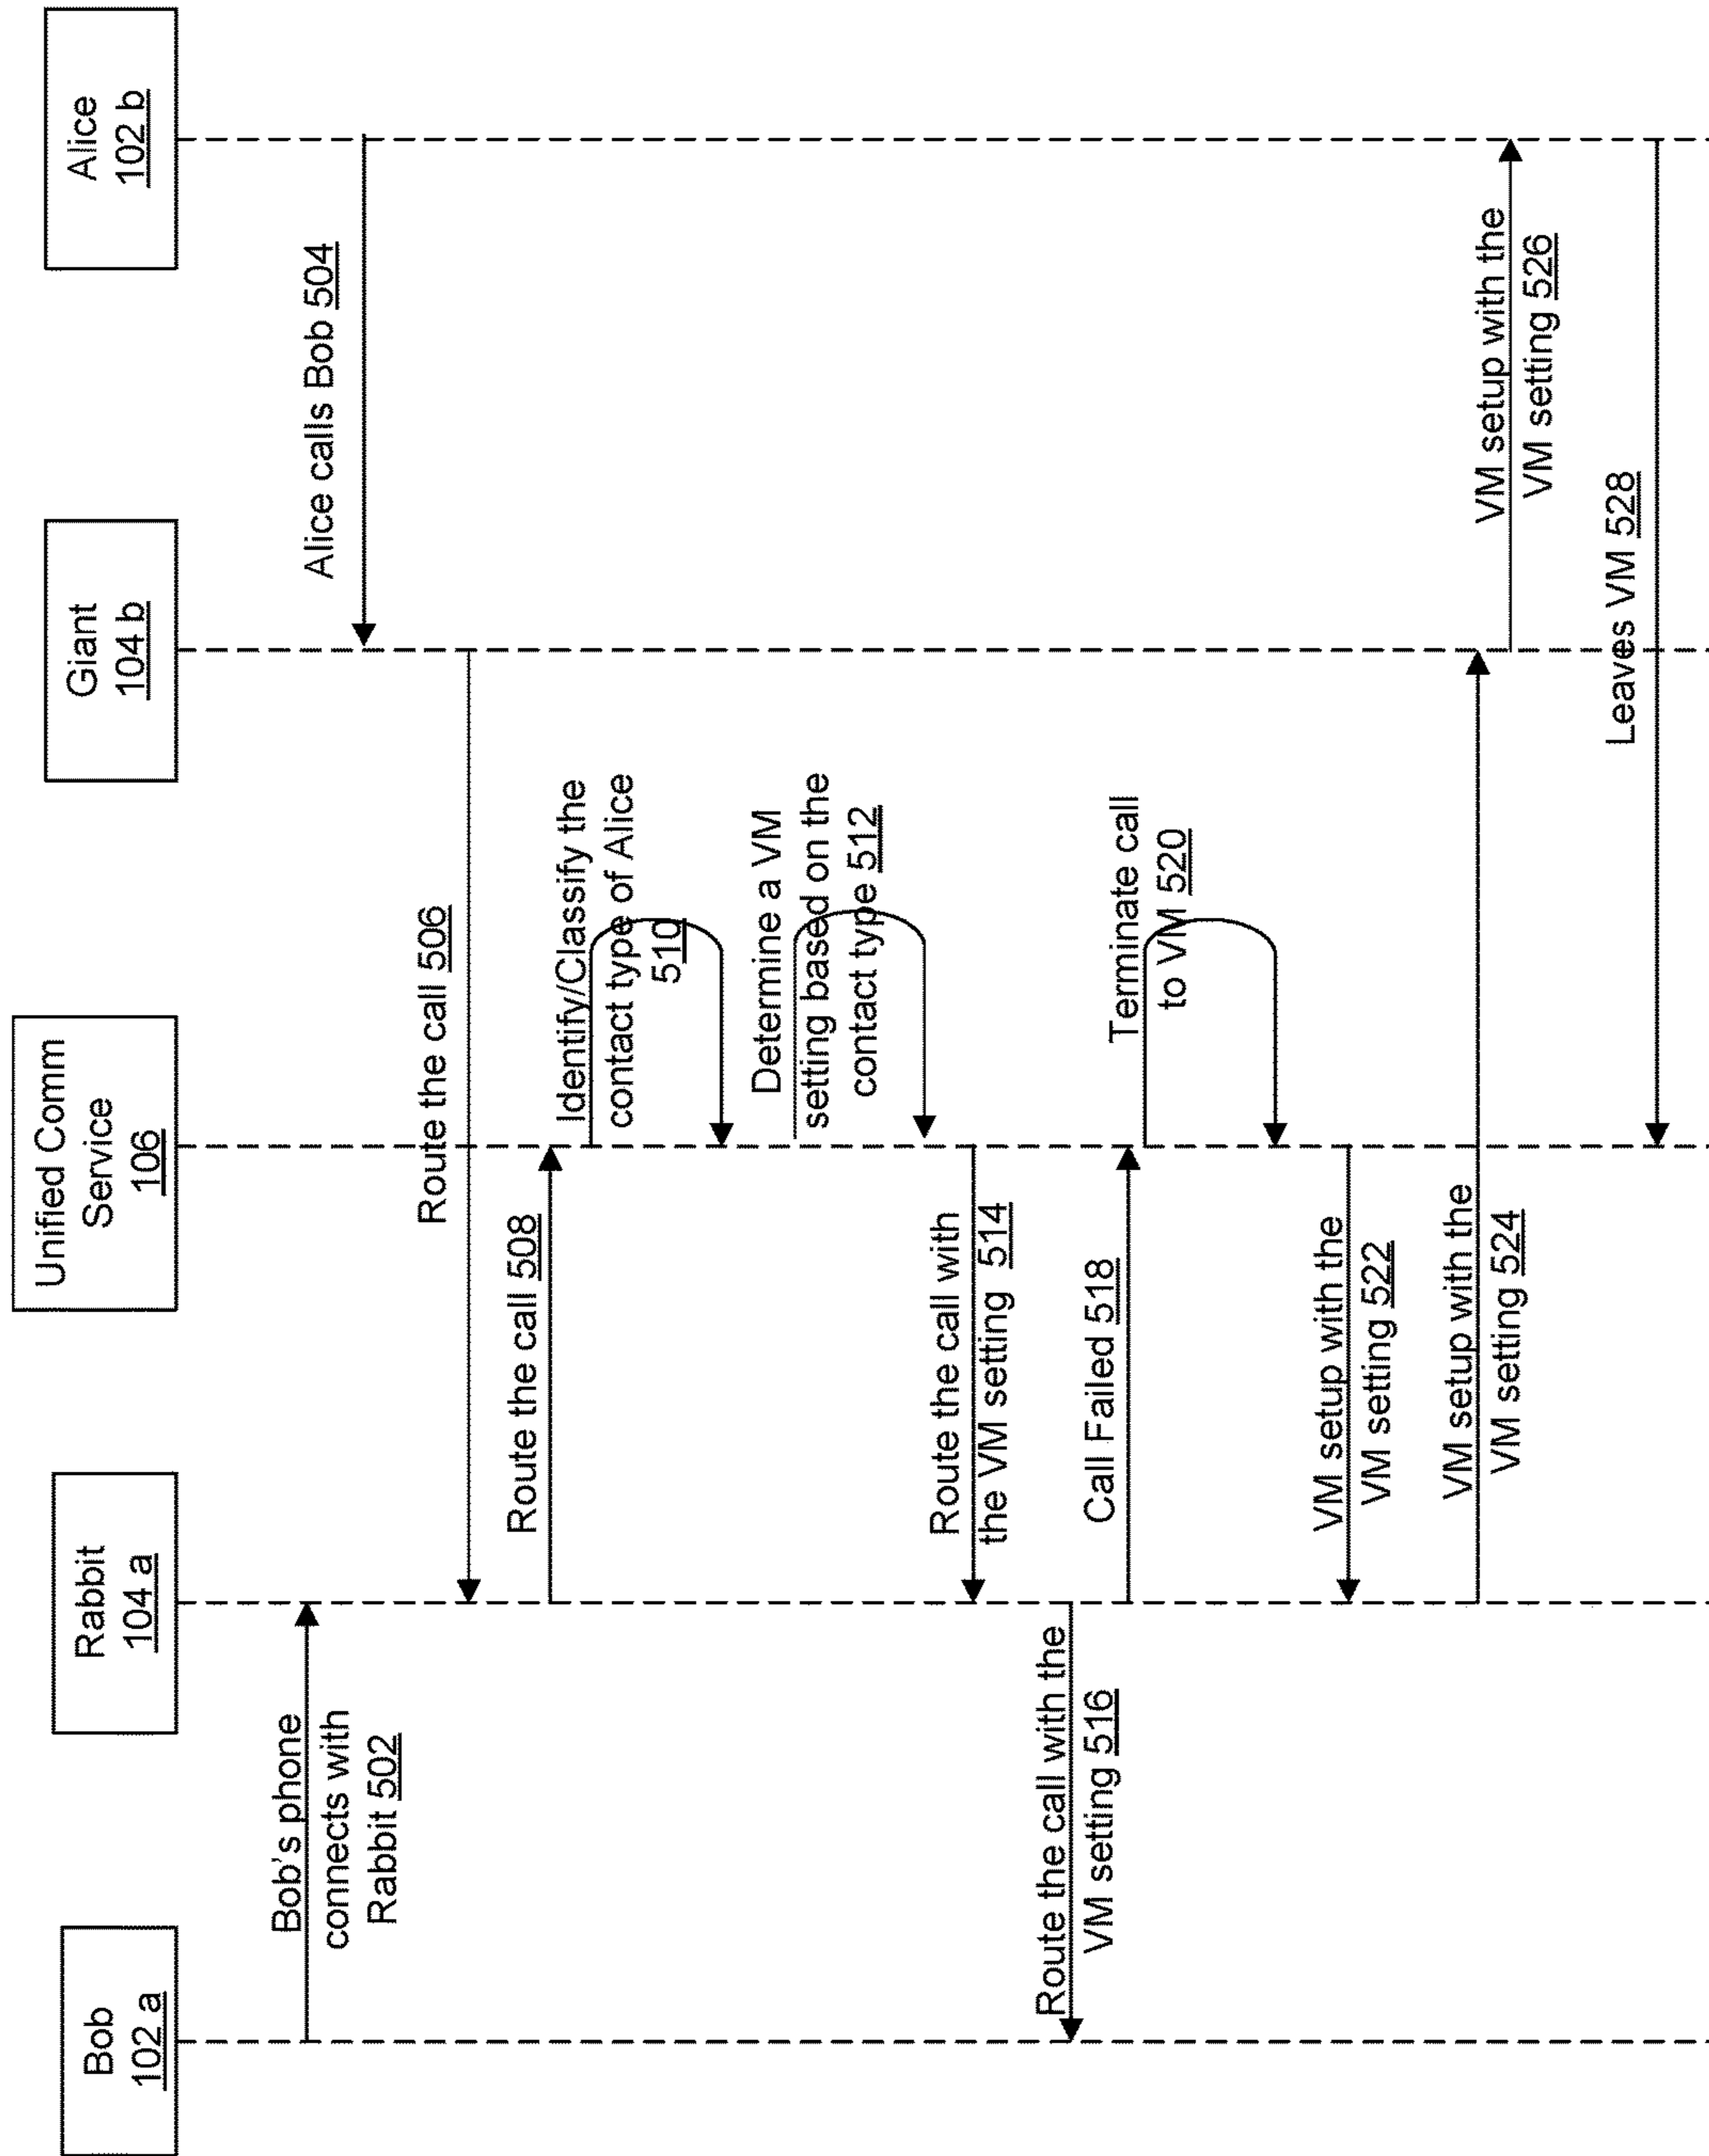 Bob
102 a
Rabbit
104 a
Unified Comm
Service
106
Giant
104 b
Alice
102 b
Bob's phone
connects with
Rabbit 502
Alice calls Bob 504
Route the call 506
Route the call 508
Identify/Classify the
contact type of Alice
510
Determine a VM
setting based on the
contact type 512
Route the call with
the VM setting 514
Route the call with the
VM setting 516
Call Failed 518
Terminate call
to VM 520
VM setup with the
VM setting 522
VM setup with the
VM setting 524
VM setup with the
VM setting 526
Leaves VM 528